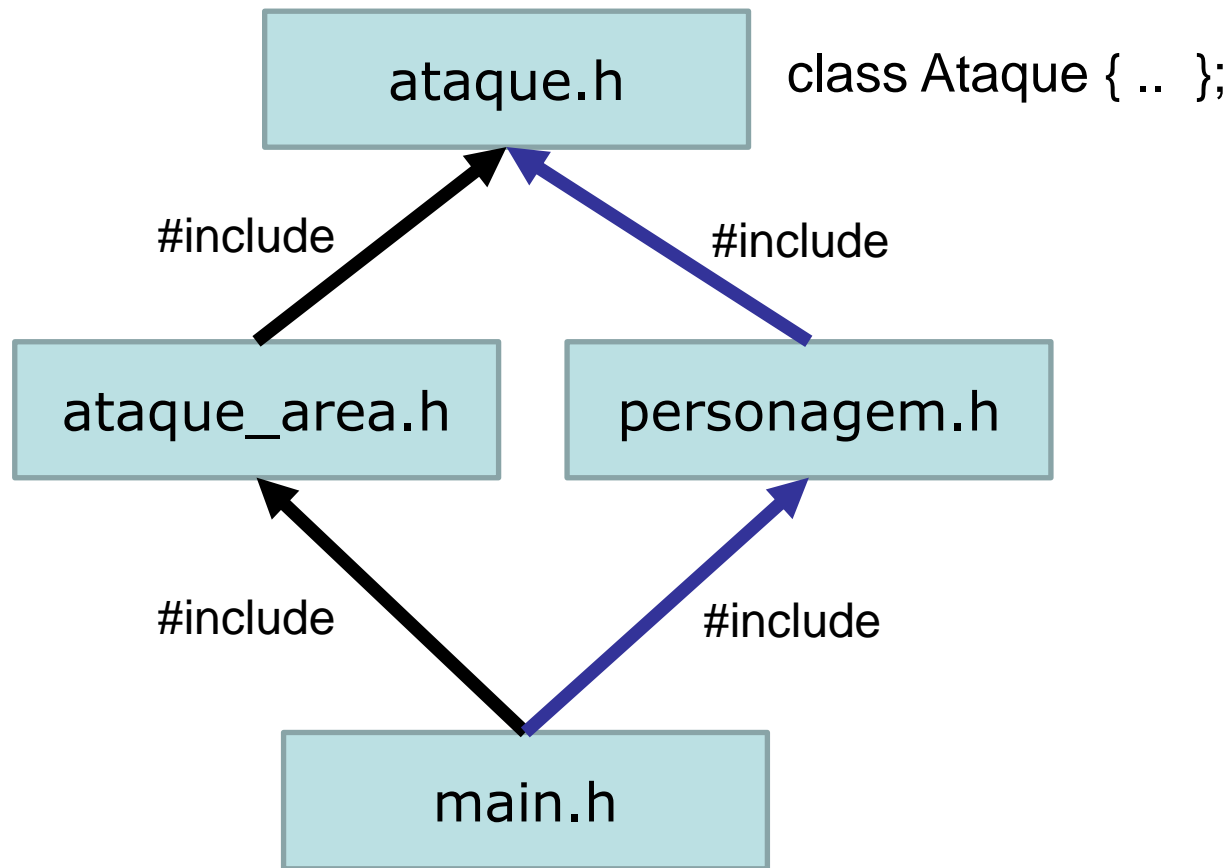 ataque.h
class Ataque { .. };
#include
#include
ataque_area.h
personagem.h
#include
#include
main.h